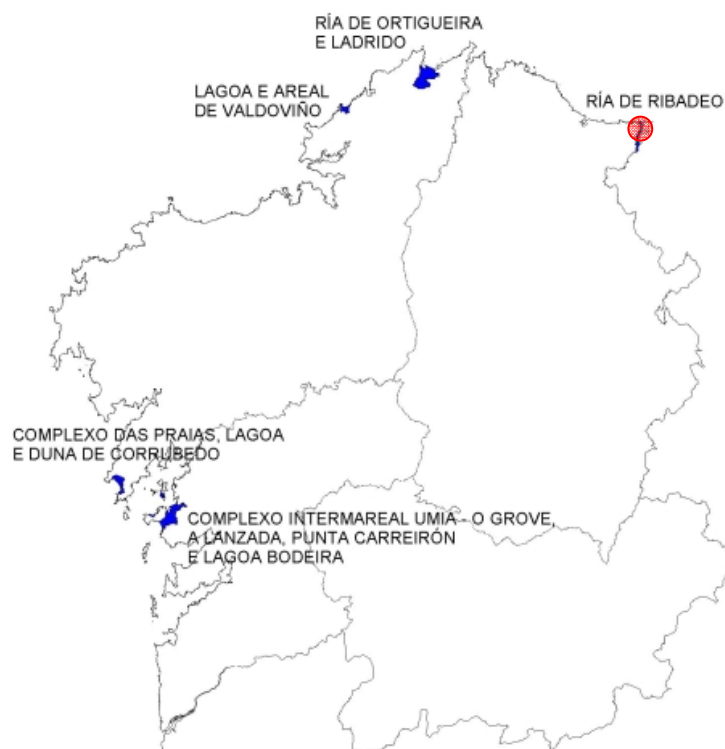 RÍA DE ORTIGUEIRA
E LADRIDO
LAGOA E AREAL
DE VALDOVIÑO
RÍA DE RIBADEO
COMPLEXO DAS PRAIAS, LAGOA
E DUNA DE CORRUBEDO
COMPLEXO INTERMAREAL UMIA - O GROVE,
A LANZADA, PUNTA CARREIRÓN
E LAGOA BODEIRA